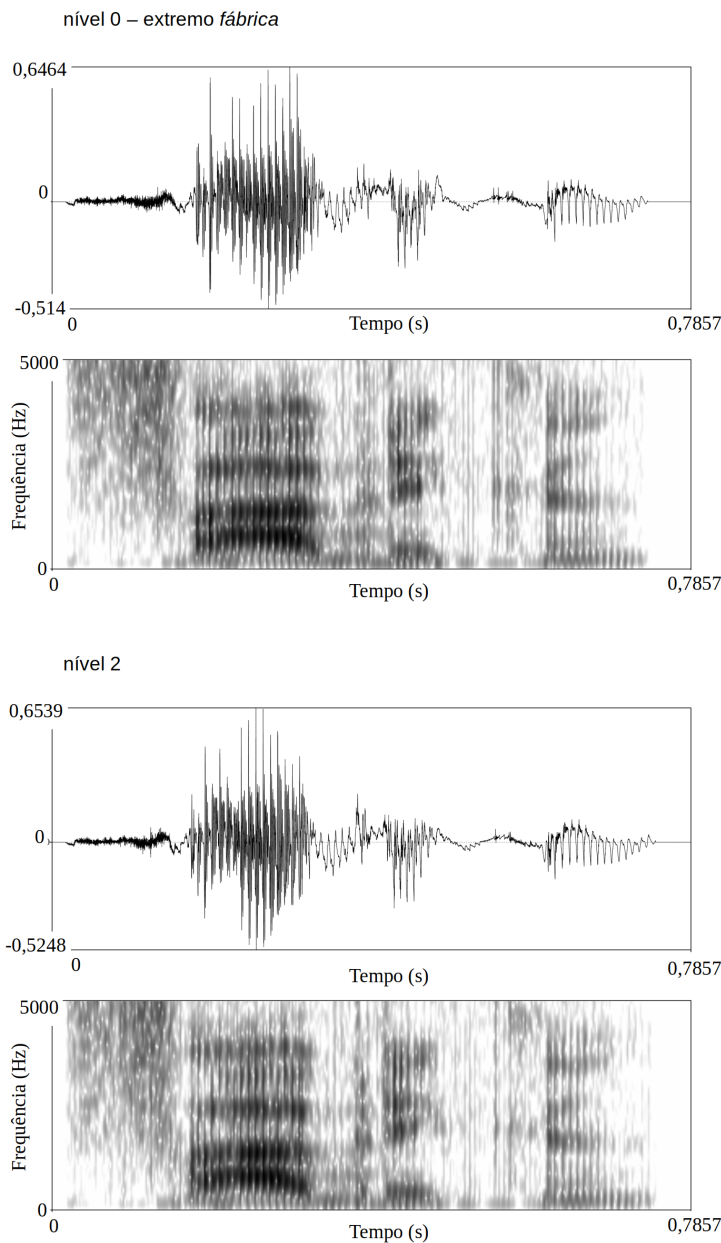 nível 0 – extremo fábrica
0,6464
0
-0,514
0 Tempo (s) 0,7857
5000
Frequência (Hz)
0
0 Tempo (s) 0,7857
nível 2
0,6539
0
-0,5248
0 Tempo (s) 0,7857
5000
Frequência (Hz)
0
0 Tempo (s) 0,7857